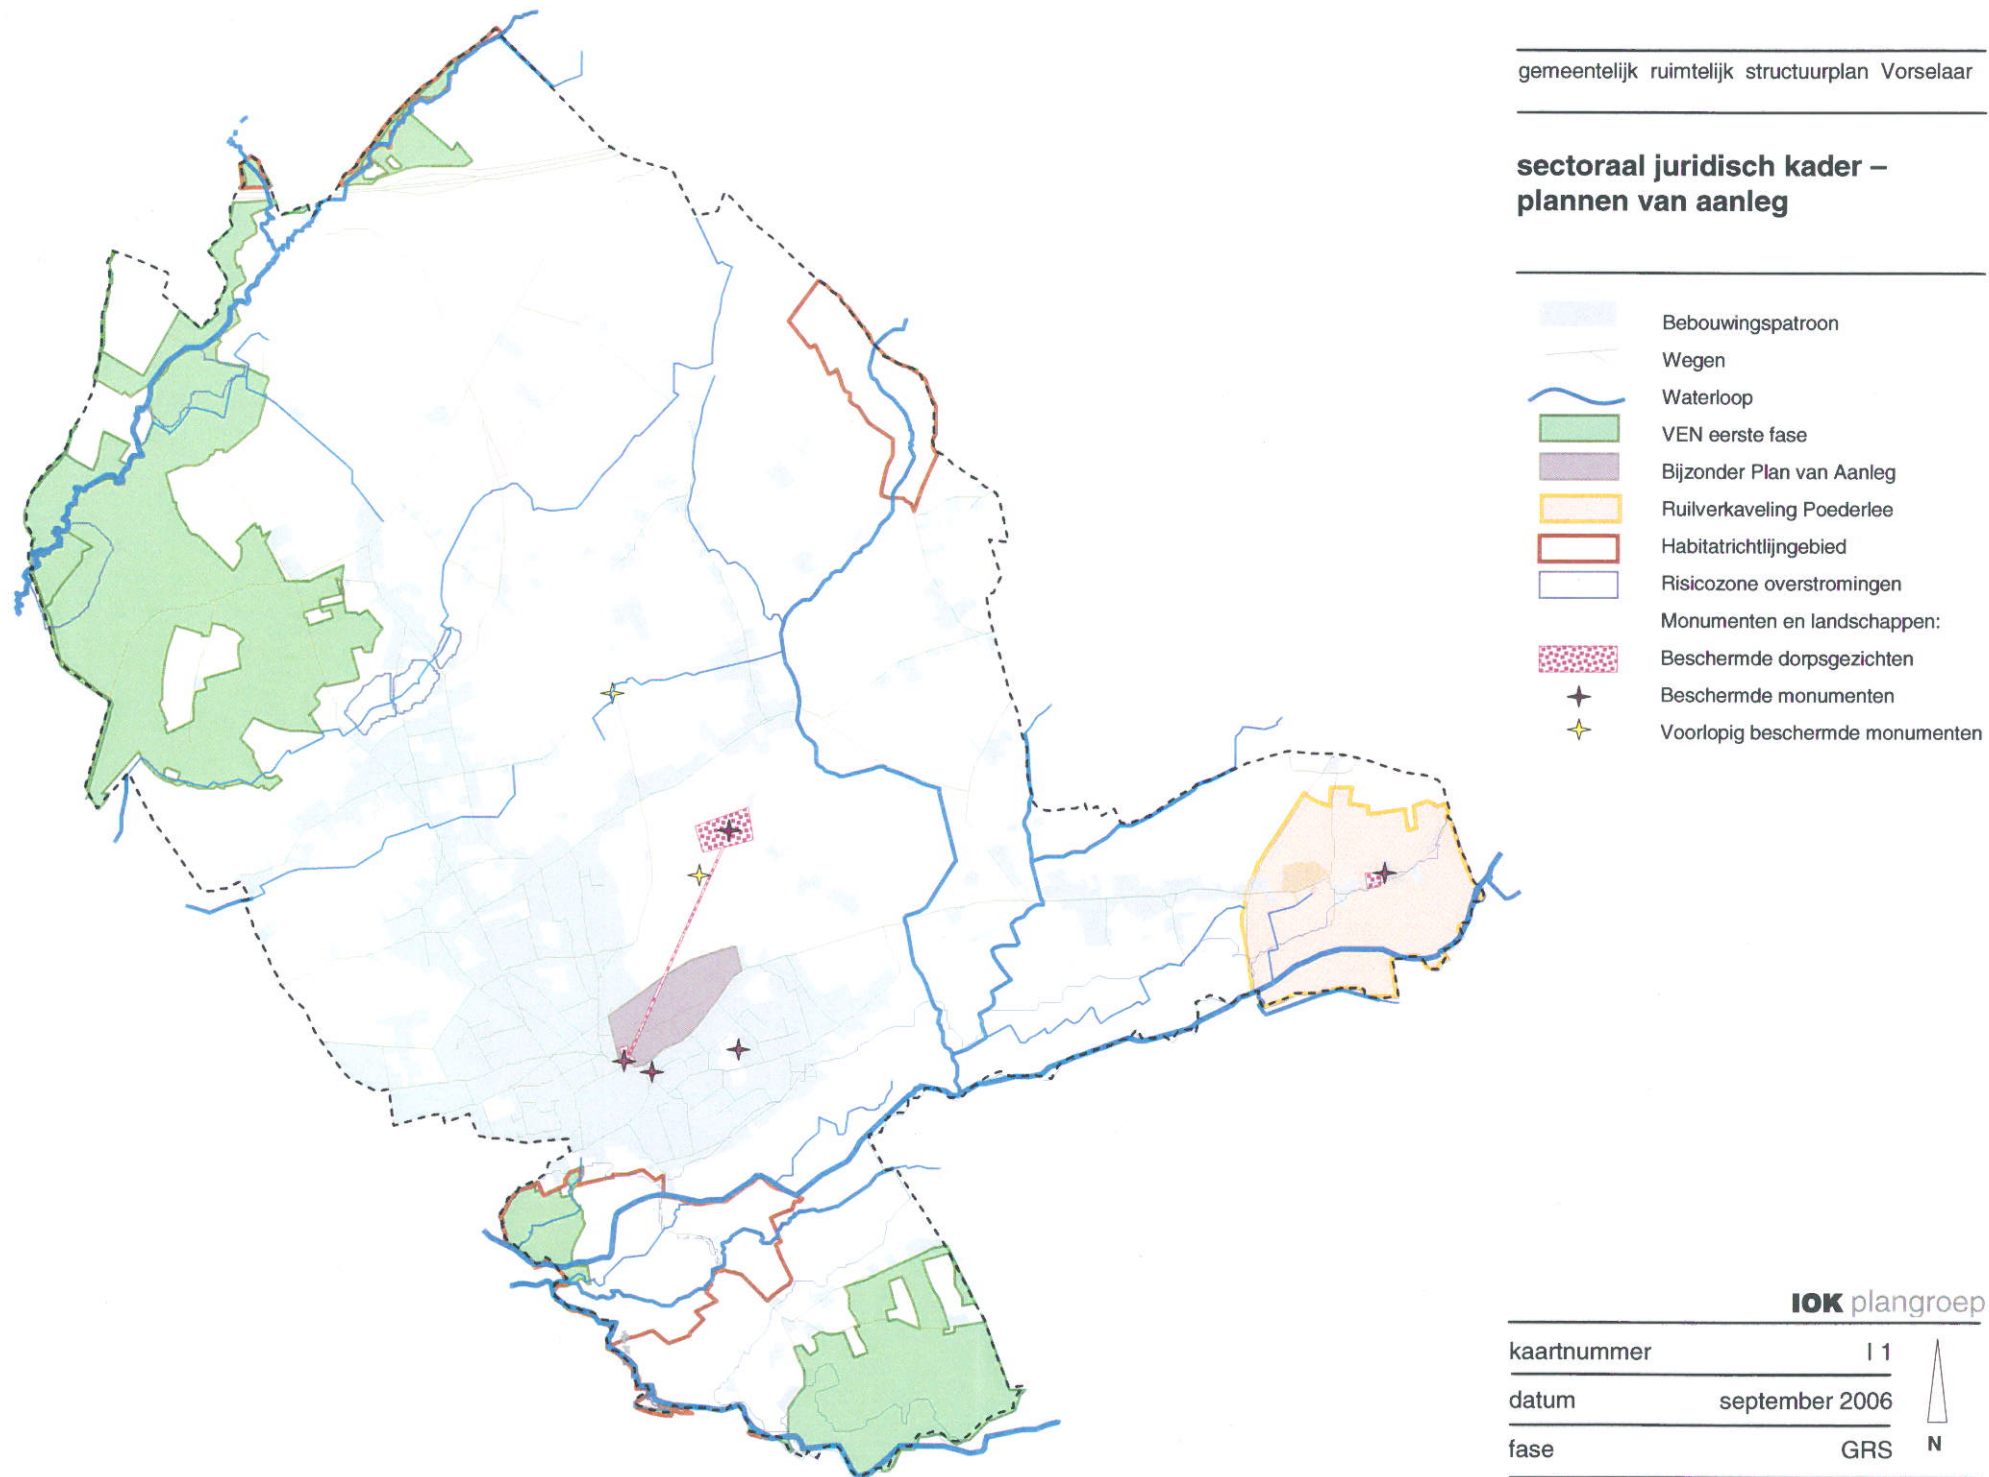 gemeentelijk ruimtelijk structuurplan Vorselaar
sectoraal juridisch kader –
plannen van aanleg
Bebouwingspatroon
Wegen
Waterloop
VEN eerste fase
Bijzonder Plan van Aanleg
Ruilverkaveling Poederlee
Habitatrichtlijngebied
Risicozone overstromingen
Monumenten en landschappen:
Beschermde dorpsgezichten
Beschermde monumenten
Voorlopig beschermde monumenten
IOK plangroep
kaartnummer I 1
datum september 2006
fase GRS
N